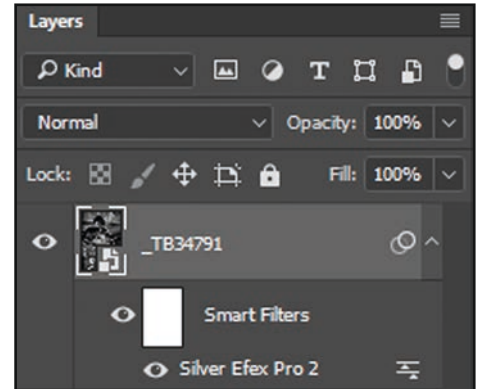 Layers
Kind T
Normal Opacity: 100%
Lock: Fill: 100%
_TB34791
Smart Filters
Silver Efex Pro 2